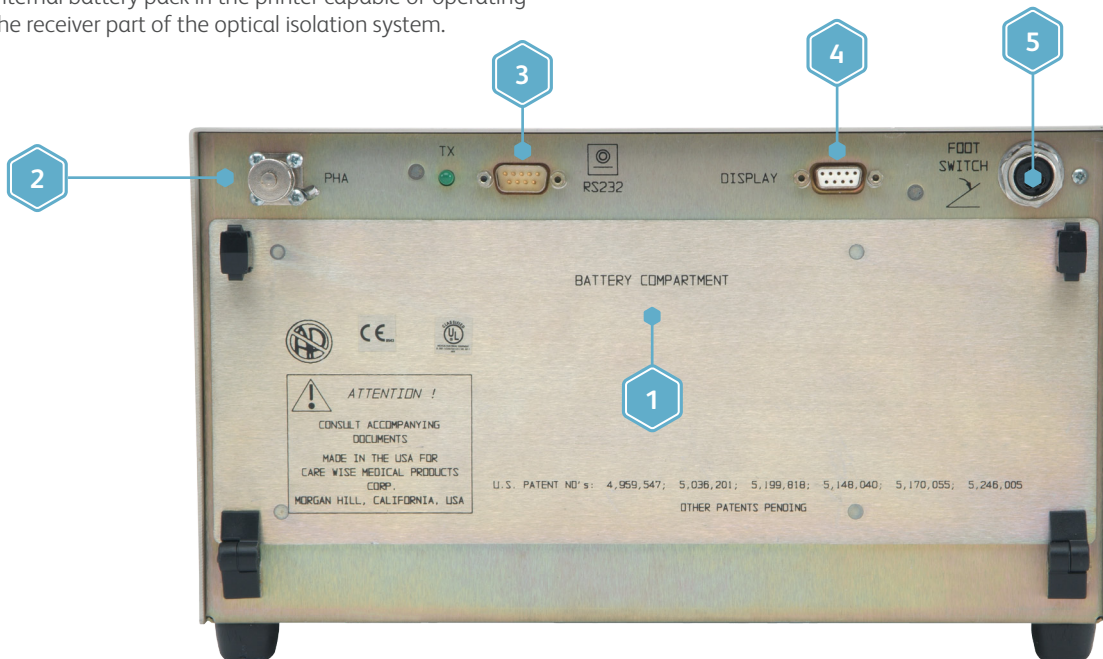 nternal battery pack in the printer capable of operating
he receiver part of the optical isolation system.
2
3
4
5
PHA
TX
RS232
DISPLAY
FOOT
SWITCH
BATTERY COMPARTMENT
1
CE
UL
ATTENTION !
CONSULT ACCOMPANYING
DOCUMENTS
MADE IN THE USA FOR
CARE WISE MEDICAL PRODUCTS
CORP.
MORGAN HILL, CALIFORNIA, USA
U.S. PATENT NO's: 4,959,547; 5,036,201; 5,199,818; 5,148,040; 5,170,055; 5,246,005
OTHER PATENTS PENDING